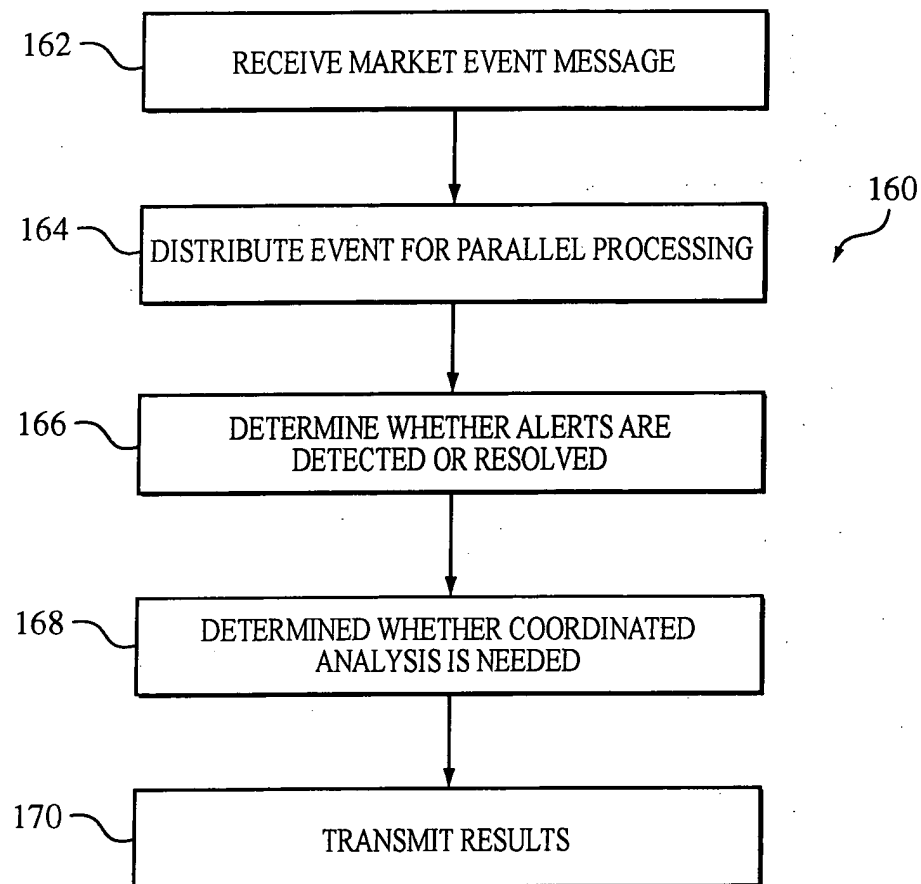 162
RECEIVE MARKET EVENT MESSAGE
160
164
DISTRIBUTE EVENT FOR PARALLEL PROCESSING
166
DETERMINE WHETHER ALERTS ARE
DETECTED OR RESOLVED
168
DETERMINED WHETHER COORDINATED
ANALYSIS IS NEEDED
170
TRANSMIT RESULTS